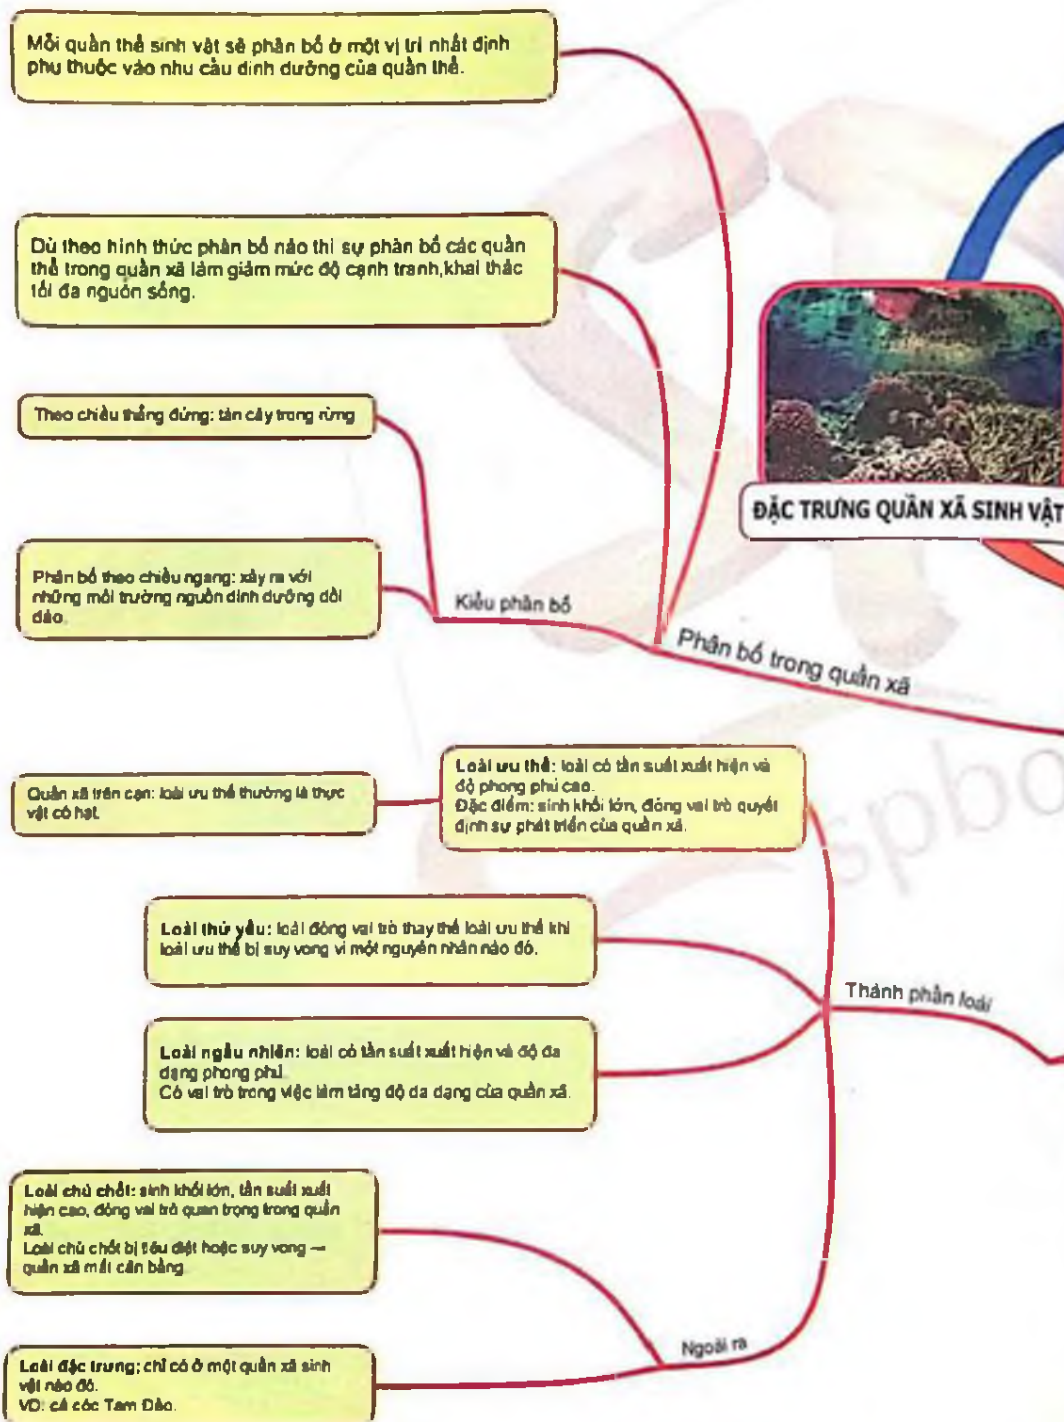 Mỗi quần thể sinh vật sẽ phân bố ở một vị trí nhất định
phụ thuộc vào nhu cầu dinh dưỡng của quần thể.
Dù theo hình thức phân bố nào thì sự phân bố các quần
thể trong quần xã làm giảm mức độ cạnh tranh,khai thác
tối đa nguồn sống.
Theo chiều thẳng đứng: tán cây trong rừng
Phân bố theo chiều ngang: xảy ra với
những môi trường nguồn dinh dưỡng dồi
dào.
Kiểu phân bố
Phân bố trong quần xã
ĐẶC TRƯNG QUẦN XÃ SINH VẬT
Quần xã trên cạn: loài ưu thế thường là thực
vật có hạt.
Loài ưu thế: loài có tần suất xuất hiện và
độ phong phú cao.
Đặc điểm: sinh khối lớn, đóng vai trò quyết
định sự phát triển của quần xã.
Loài thứ yếu: loài đóng vai trò thay thế loài ưu thế khi
loài ưu thế bị suy vong vì một nguyên nhân nào đó.
Thành phần loài
Loài ngẫu nhiên: loài có tần suất xuất hiện và độ đa
dạng phong phú.
Có vai trò trong việc làm tăng độ đa dạng của quần xã.
Loài chủ chốt: sinh khối lớn, tần suất xuất
hiện cao, đóng vai trò quan trọng trong quần
xã.
Loài chủ chốt bị tiêu diệt hoặc suy vong —
quần xã mất cân bằng.
Ngoài ra
Loài đặc trưng; chỉ có ở một quần xã sinh
vật nào đó.
VD: cá cóc Tam Đảo.
spbo